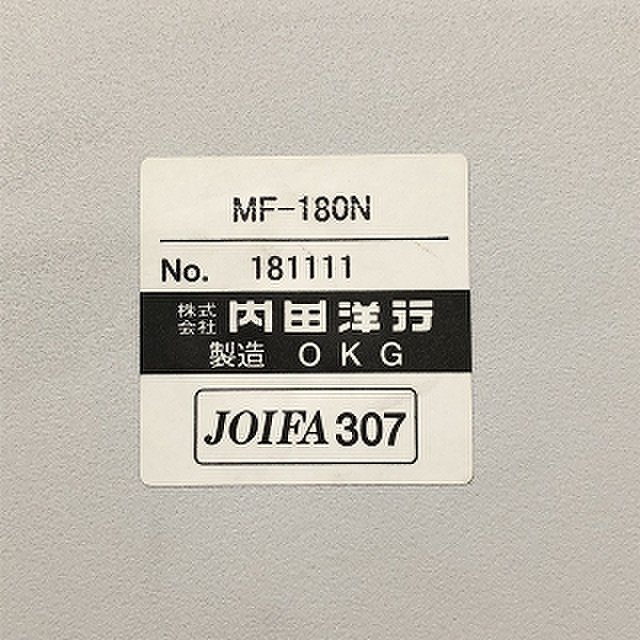 MF-180N
No. 181111
株式会社 内田洋行
製造 OKG
JOIFA 307